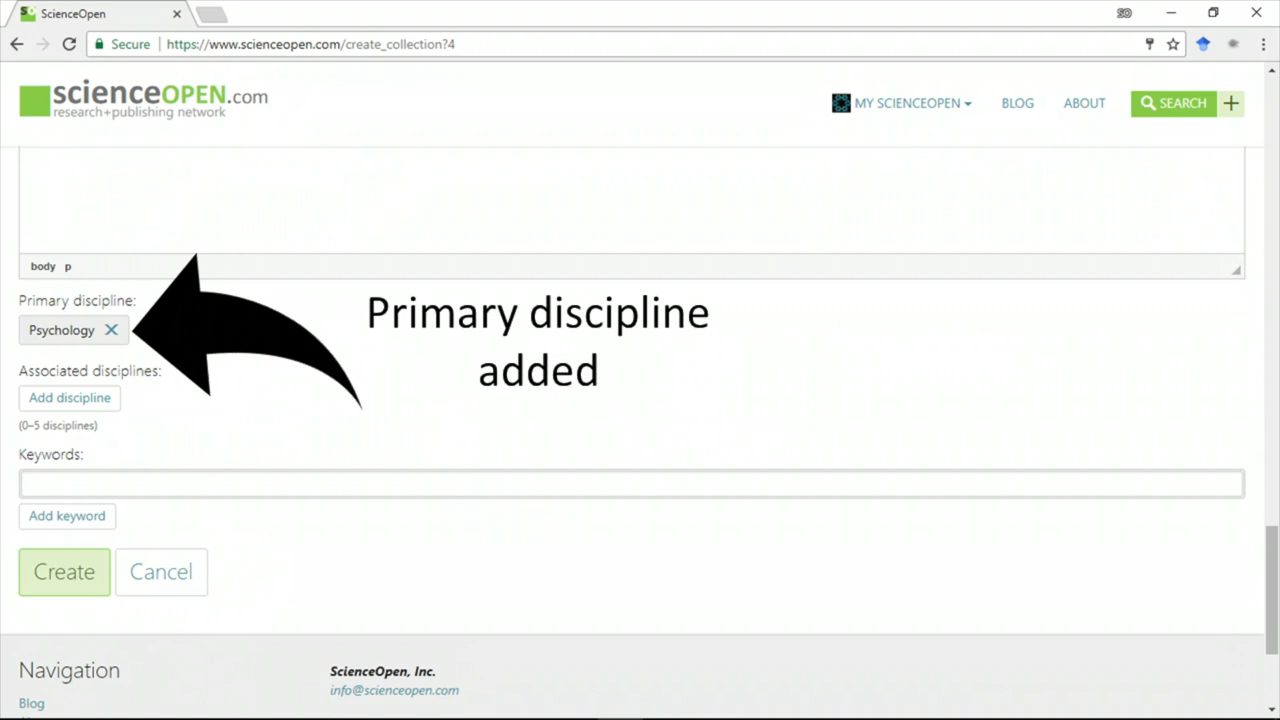 ScienceOpen
SO
Secure
https://www.scienceopen.com/create_collection?4
scienceOPEN.com
research+publishing network
MY SCIENCEOPEN
BLOG
ABOUT
SEARCH
body p
Primary discipline:
Psychology
Primary discipline
added
Associated disciplines:
Add discipline
(0–5 disciplines)
Keywords:
Add keyword
Create
Cancel
Navigation
Blog
ScienceOpen, Inc.
info@scienceopen.com